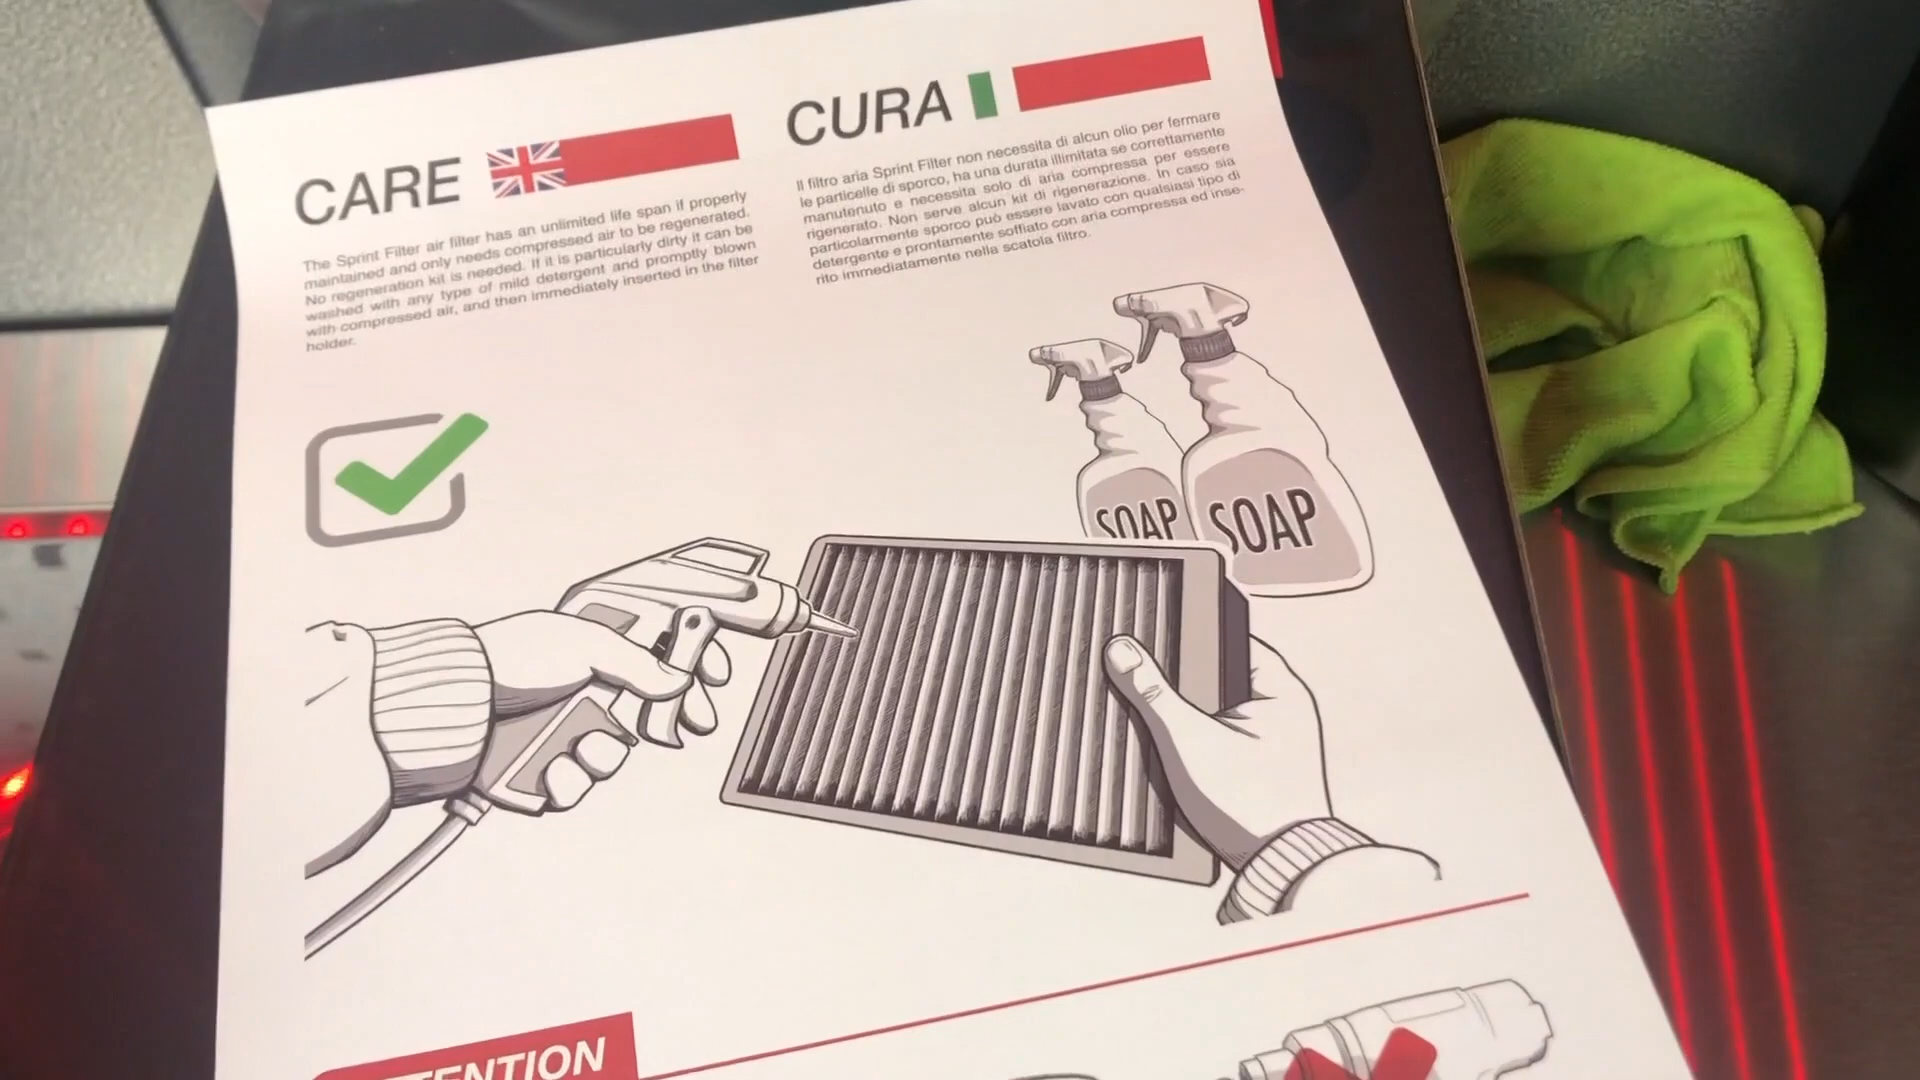 CARE
The Sprint Filter air filter has an unlimited life span if properly
maintained and only needs compressed air to be regenerated.
No regeneration kit is needed. If it is particularly dirty it can be
washed with any type of mild detergent and promptly blown
with compressed air, and then immediately inserted in the filter
holder.
CURA
Il filtro aria Sprint Filter non necessita di alcun olio per fermare
le particelle di sporco, ha una durata illimitata se correttamente
manutenuto e necessita solo di aria compressa per essere
rigenerato. Non serve alcun kit di rigenerazione. In caso sia
particolarmente sporco può essere lavato con qualsiasi tipo di
detergente e prontamente soffiato con aria compressa ed inse-
rito immediatamente nella scatola filtro.
SOAP
SOAP
TENTION